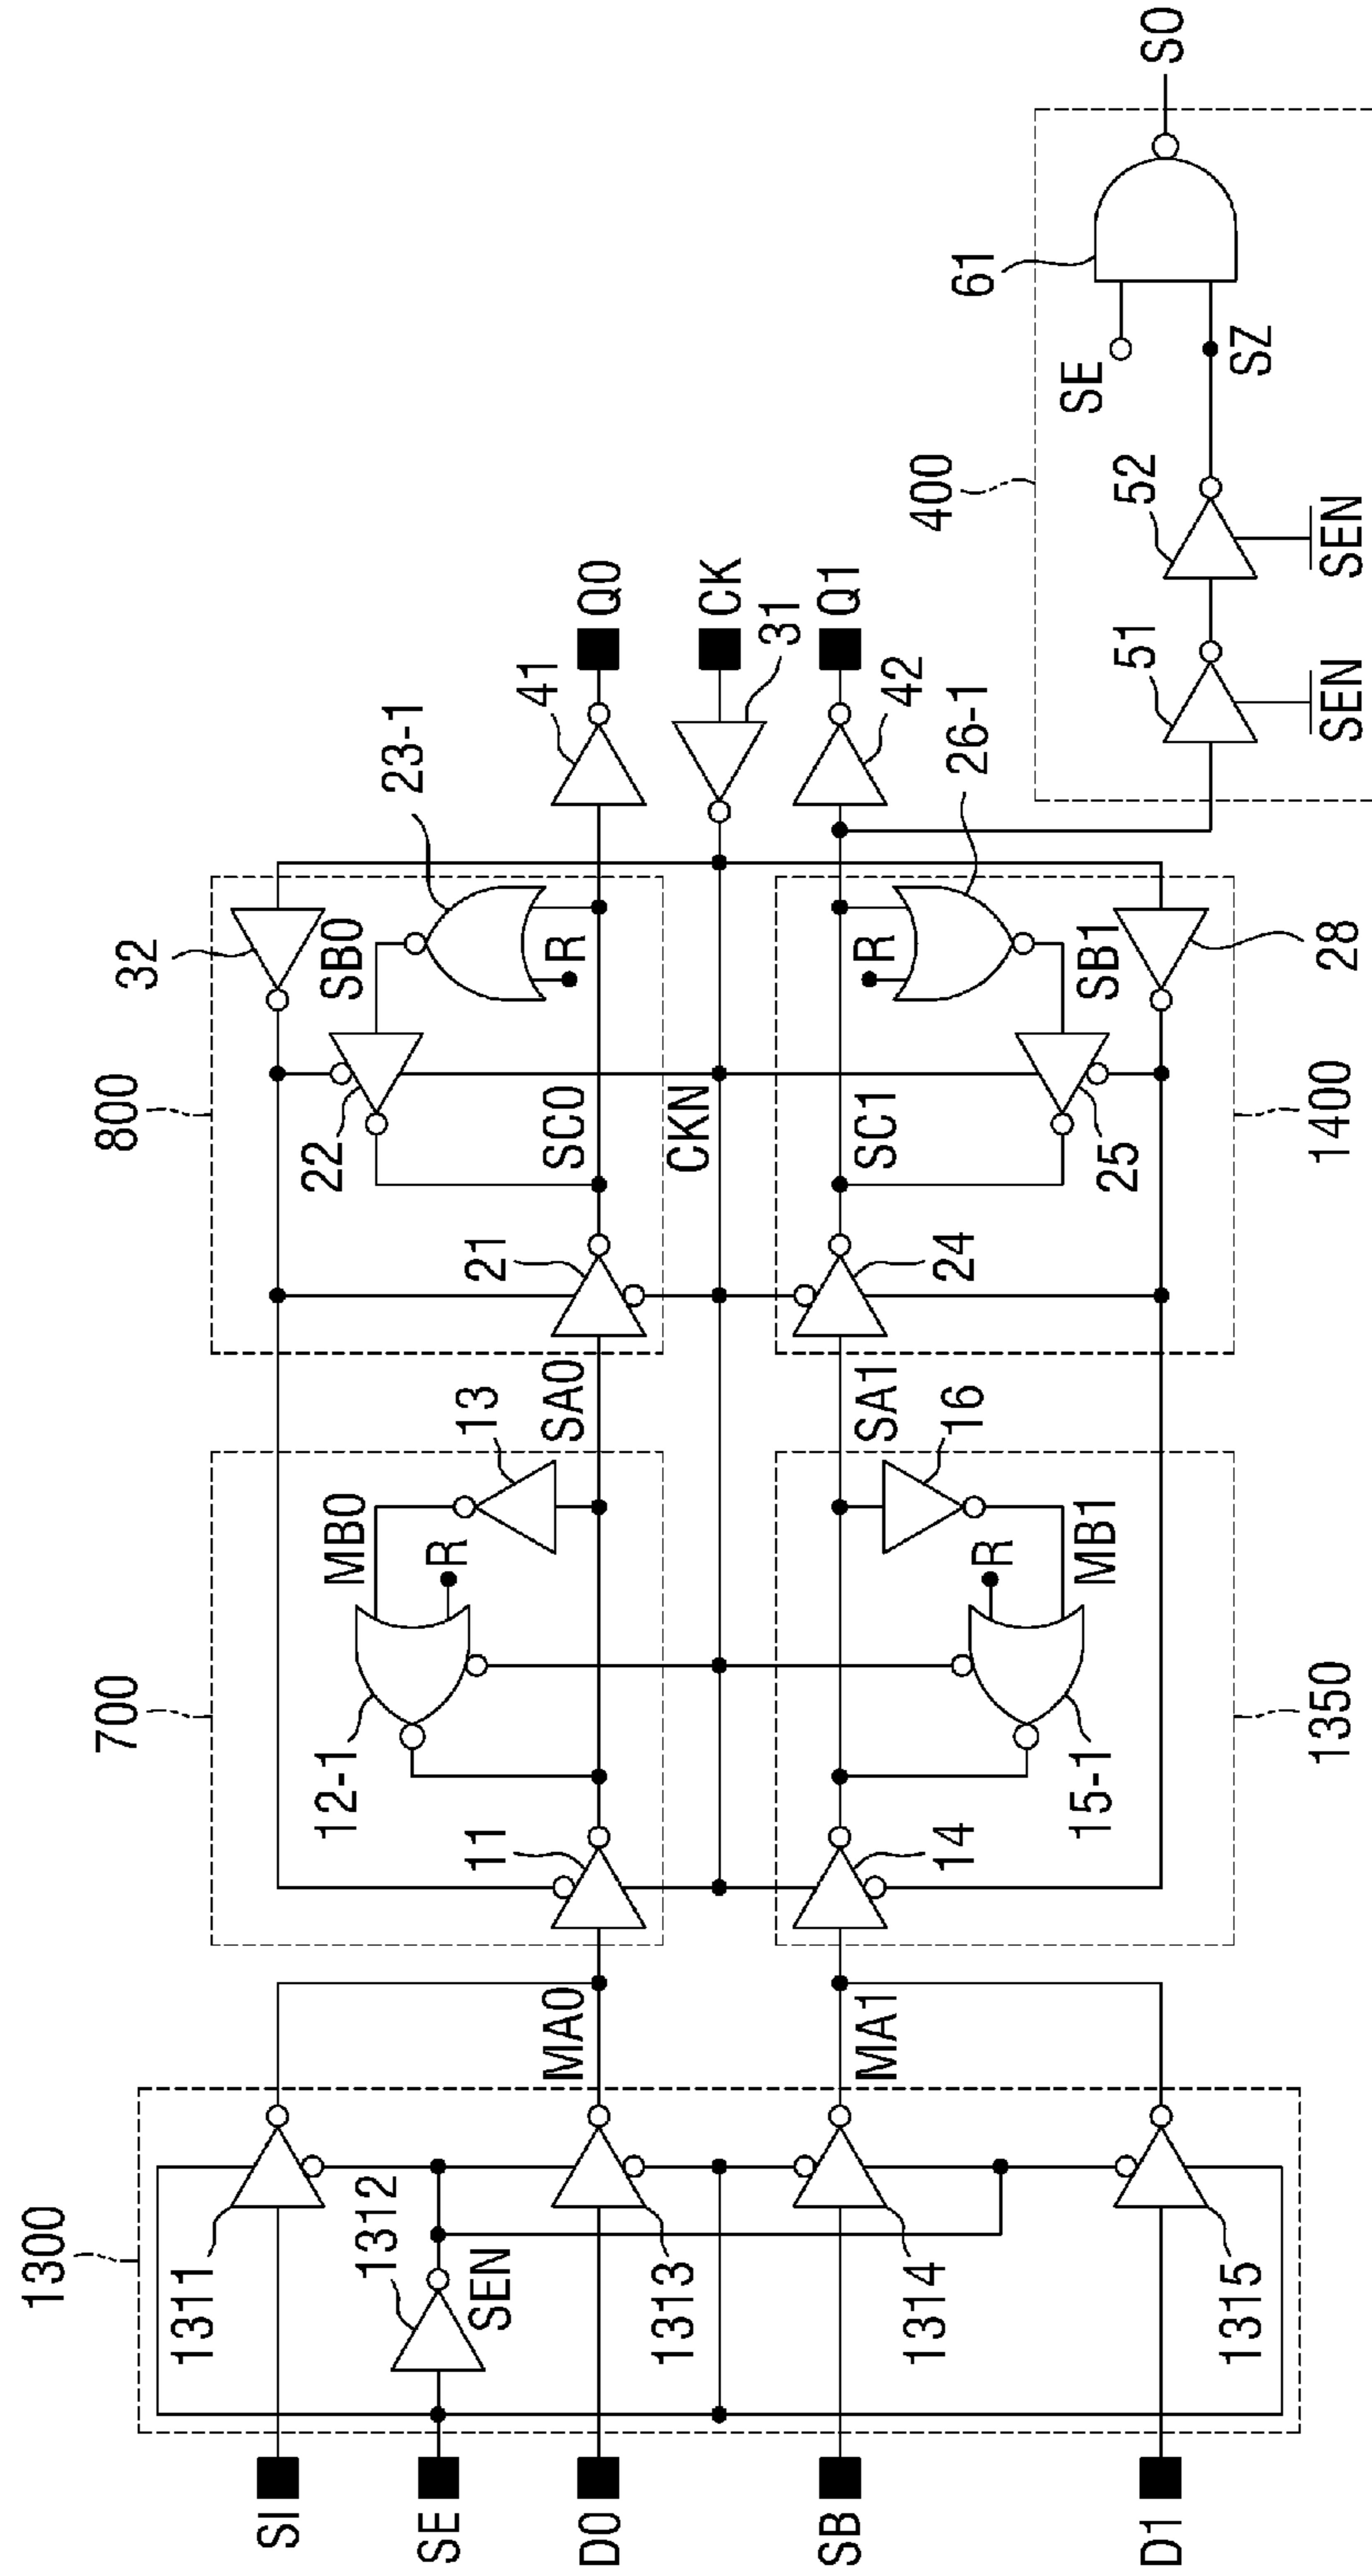 1300
SI
SE
D0
SB
D1
1311
1312
SEN
1313
1314
1315
MA0
MA1
700
MB0
R
12-1
13
11
SA0
14
SA1
16
R
MB1
15-1
1350
800
32
SB0
23-1
22
R
SC0
21
CKN
SC1
24
R
26-1
SB1
25
28
1400
41
Q0
CK
31
Q1
42
400
51
52
SEN
SEN
SE
SZ
61
SO